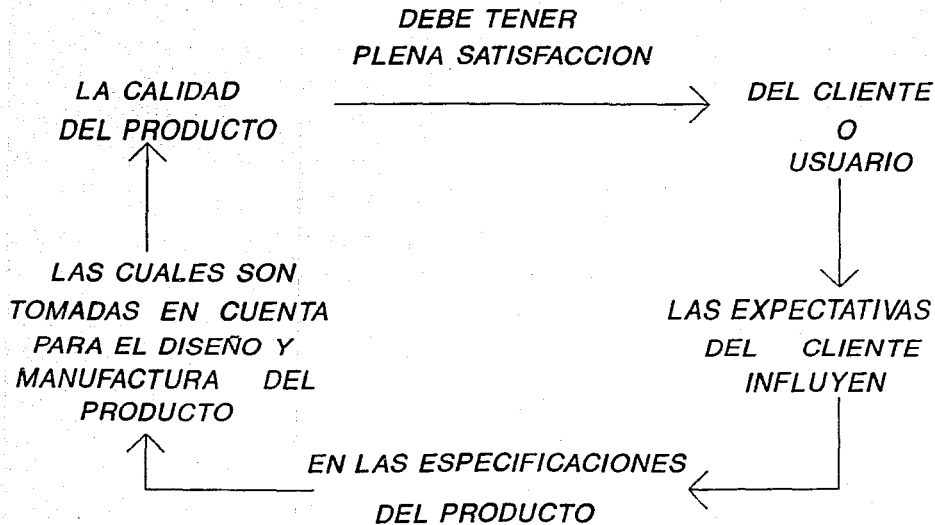 DEBE TENER
PLENA SATISFACCION
LA CALIDAD
DEL PRODUCTO
DEL CLIENTE
O
USUARIO
LAS EXPECTATIVAS
DEL CLIENTE
INFLUYEN
EN LAS ESPECIFICACIONES
DEL PRODUCTO
LAS CUALES SON
TOMADAS EN CUENTA
PARA EL DISEÑO Y
MANUFACTURA DEL
PRODUCTO